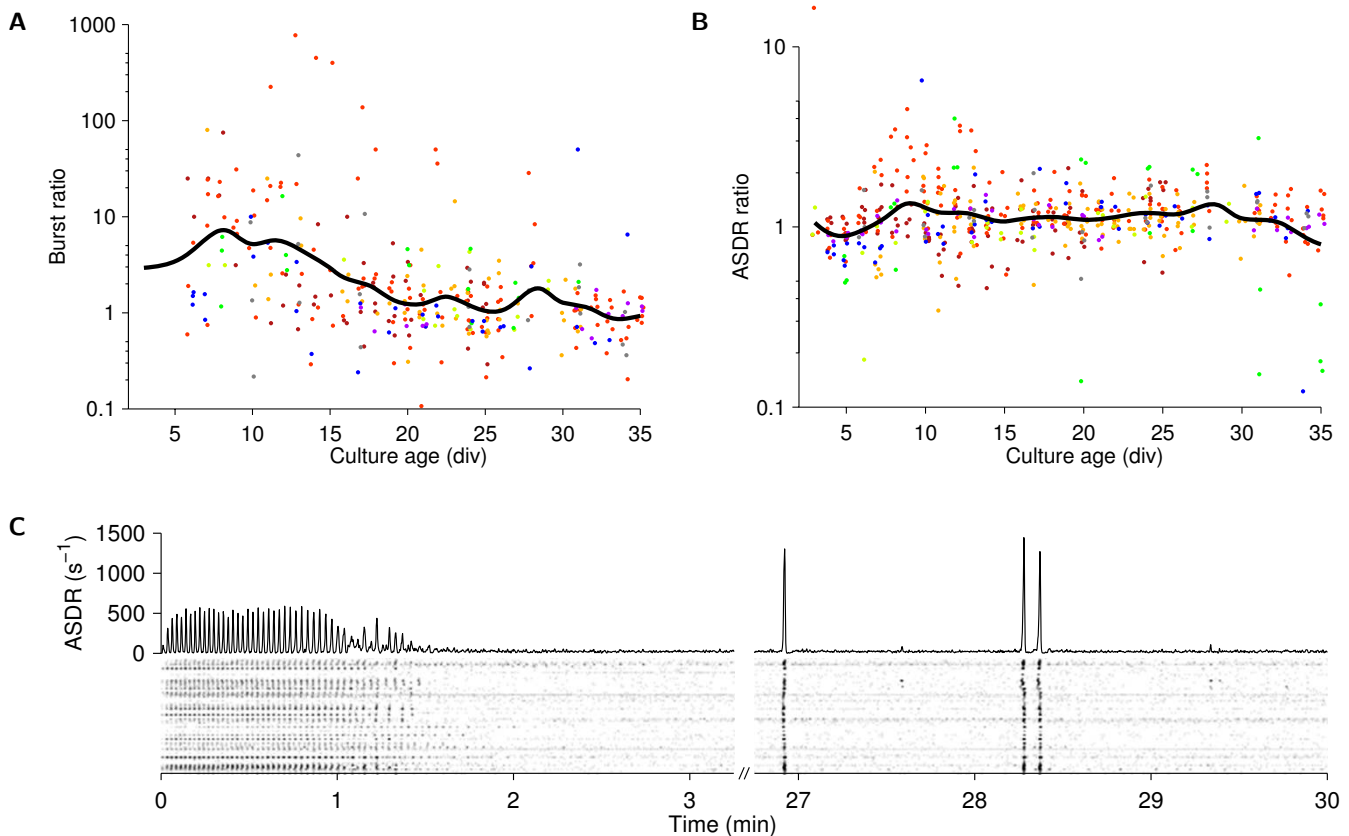 A
Burst ratio
1000
100
10
1
0.1
5 10 15 20 25 30 35
Culture age (div)
B
ASDR ratio
10
1
0.1
5 10 15 20 25 30 35
Culture age (div)
C
ASDR (s⁻¹)
1500
1000
500
0
0 1 2 3 // 27 28 29 30
Time (min)